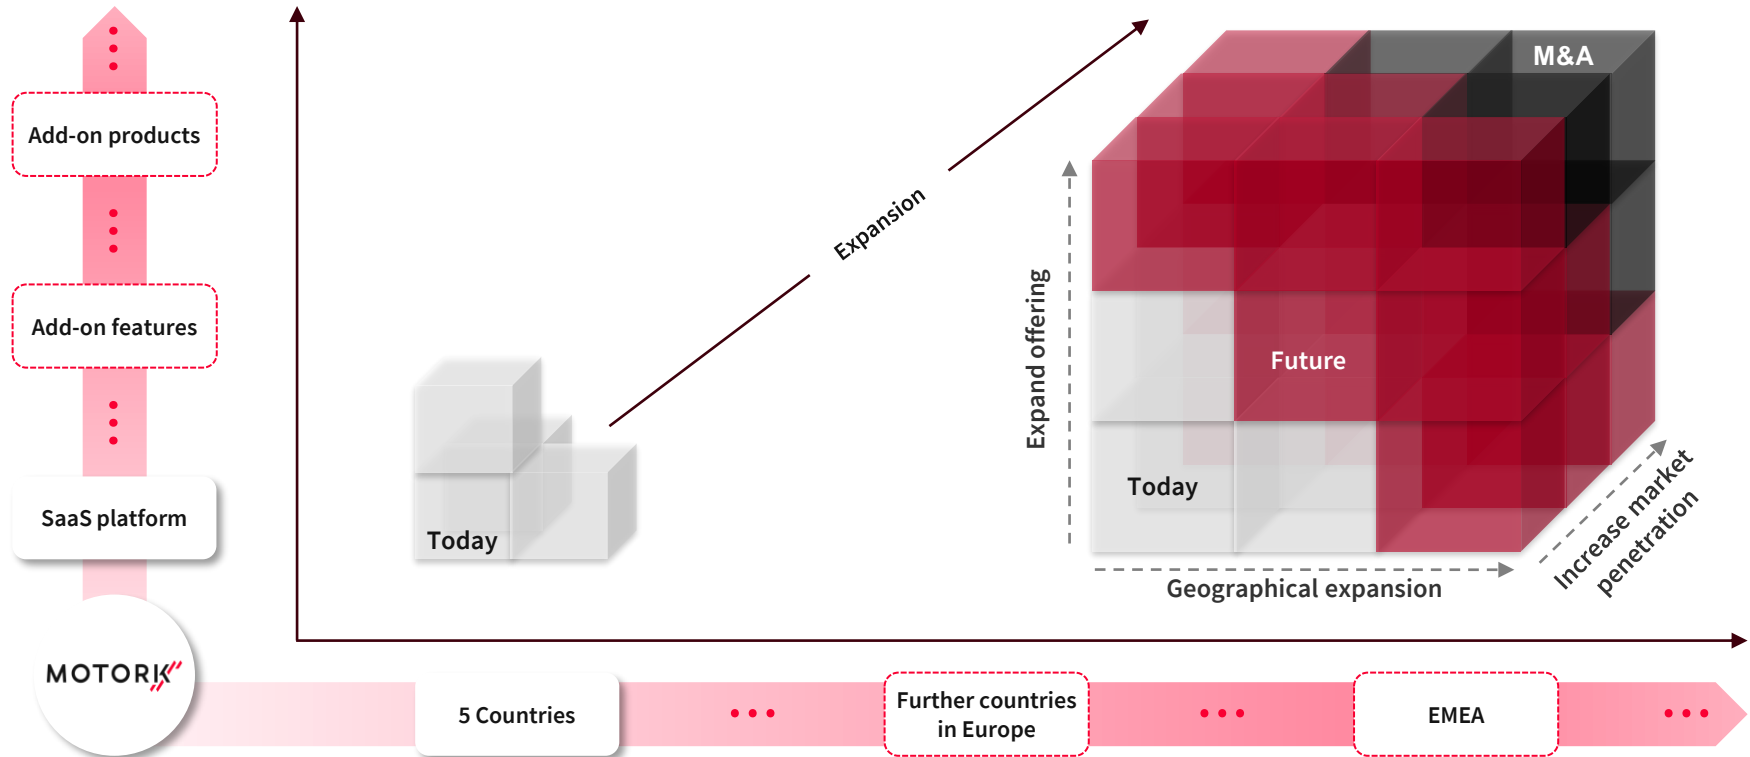 M&A
Add-on products
Expansion
Expand offering
Add-on features
Future
Today
SaaS platform
Today
Increase market
penetration
Geographical expansion
MOTORK
5 Countries
Further countries
in Europe
EMEA